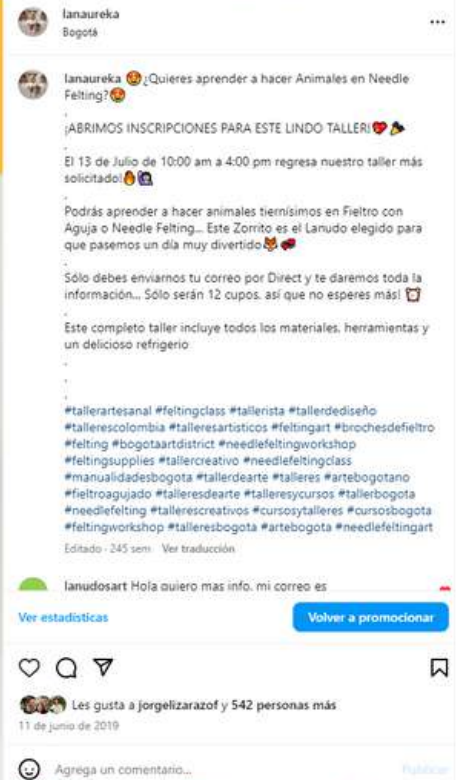 lanaureka
Bogotá
lanaureka 🤩¿Quieres aprender a hacer Animales en Needle
Felting?🤩
.
¡ABRIMOS INSCRIPCIONES PARA ESTE LINDO TALLER!💖🎉
.
El 13 de Julio de 10:00 am a 4:00 pm regresa nuestro taller más
solicitado!🔥🙋🏻‍♀️
.
Podrás aprender a hacer animales tiernísimos en Fieltro con
Aguja o Needle Felting... Este Zorrito es el Lanudo elegido para
que pasemos un día muy divertido🦊💞
.
Sólo debes enviarnos tu correo por Direct y te daremos toda la
información... Sólo serán 12 cupos, así que no esperes más! ⏰
.
Este completo taller incluye todos los materiales, herramientas y
un delicioso refrigerio
.
.
.
#tallerartesanal #feltingclass #tallerista #tallerdediseño
#tallerescolombia #talleresartisticos #feltingart #brochesdefieltro
#felting #bogotaartdistrict #needlefeltingworkshop
#feltingsupplies #tallercreativo #needlefeltingclass
#manualidadesbogota #tallerdearte #talleres #artebogotano
#fieltroagujado #talleresdearte #talleresycursos #tallerbogota
#needlefelting #tallerescreativos #cursosytalleres #cursosbogota
#feltingworkshop #talleresbogota #artebogota #needlefeltingart
Editado · 245 sem Ver traducción
lanudosart Hola quiero mas info, mi correo es
Ver estadísticas
Volver a promocionar
Les gusta a jorgelizarazof y 542 personas más
11 de junio de 2019
Agrega un comentario...
Publicar